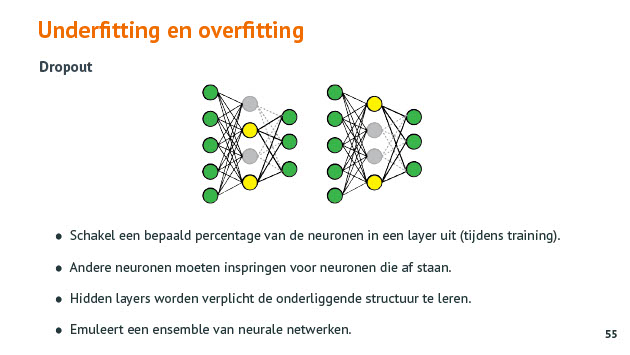 Underfitting en overfitting
Dropout
● Schakel een bepaald percentage van de neuronen in een layer uit (tijdens training).
● Andere neuronen moeten inspringen voor neuronen die af staan.
● Hidden layers worden verplicht de onderliggende structuur te leren.
● Emuleert een ensemble van neurale netwerken.
55